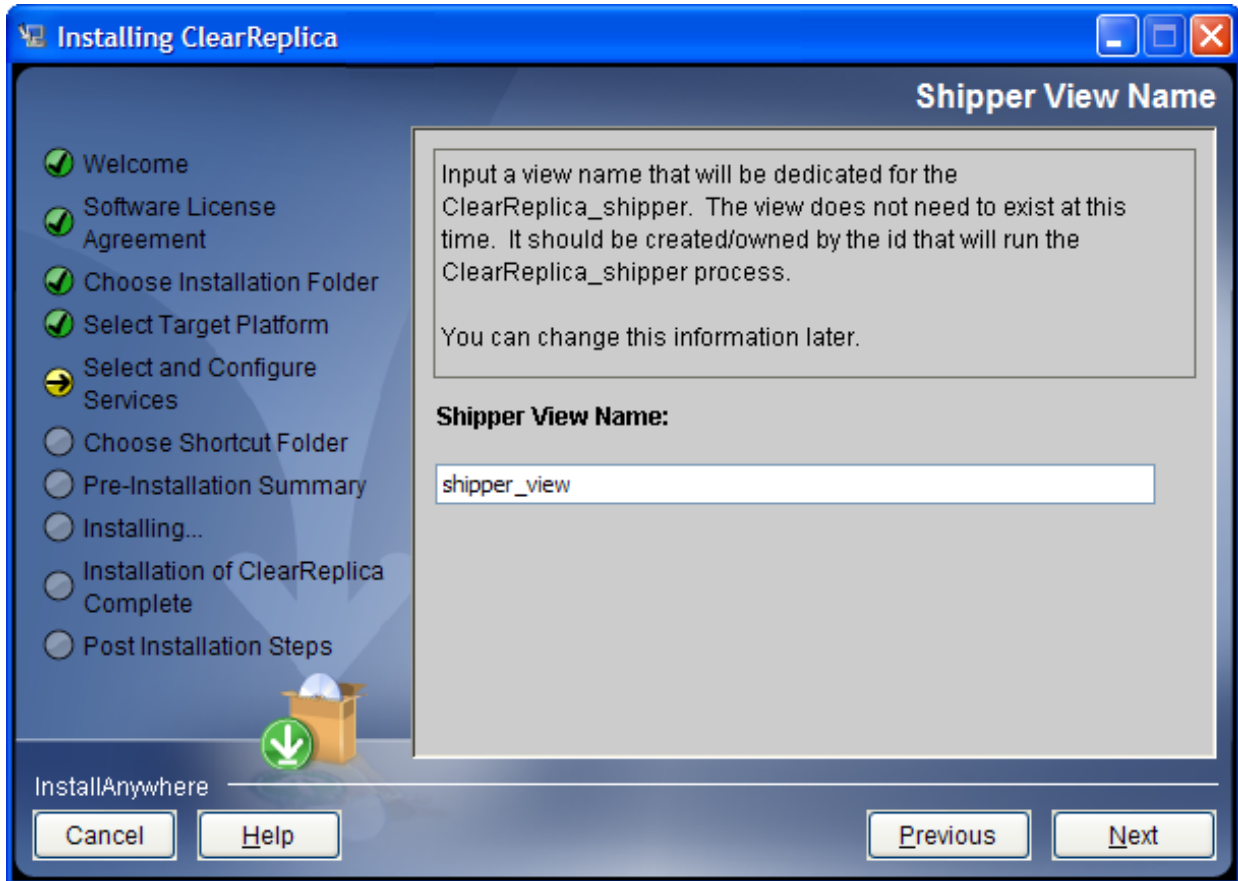 Installing ClearReplica
Shipper View Name
Welcome
Software License
Agreement
Choose Installation Folder
Select Target Platform
Select and Configure
Services
Choose Shortcut Folder
Pre-Installation Summary
Installing...
Installation of ClearReplica
Complete
Post Installation Steps
Input a view name that will be dedicated for the
ClearReplica_shipper. The view does not need to exist at this
time. It should be created/owned by the id that will run the
ClearReplica_shipper process.
You can change this information later.
Shipper View Name:
shipper_view
InstallAnywhere
Cancel
Help
Previous
Next